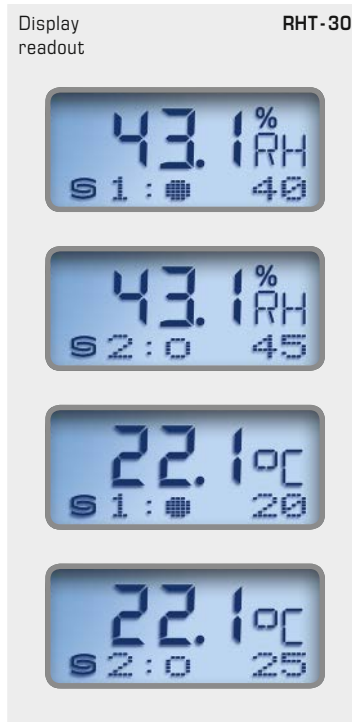 Display RHT-30
readout
43.1 % RH
S1:● 40
43.1 % RH
S2:o 45
22.1 °C
S1:● 20
22.1 °C
S2:o 25